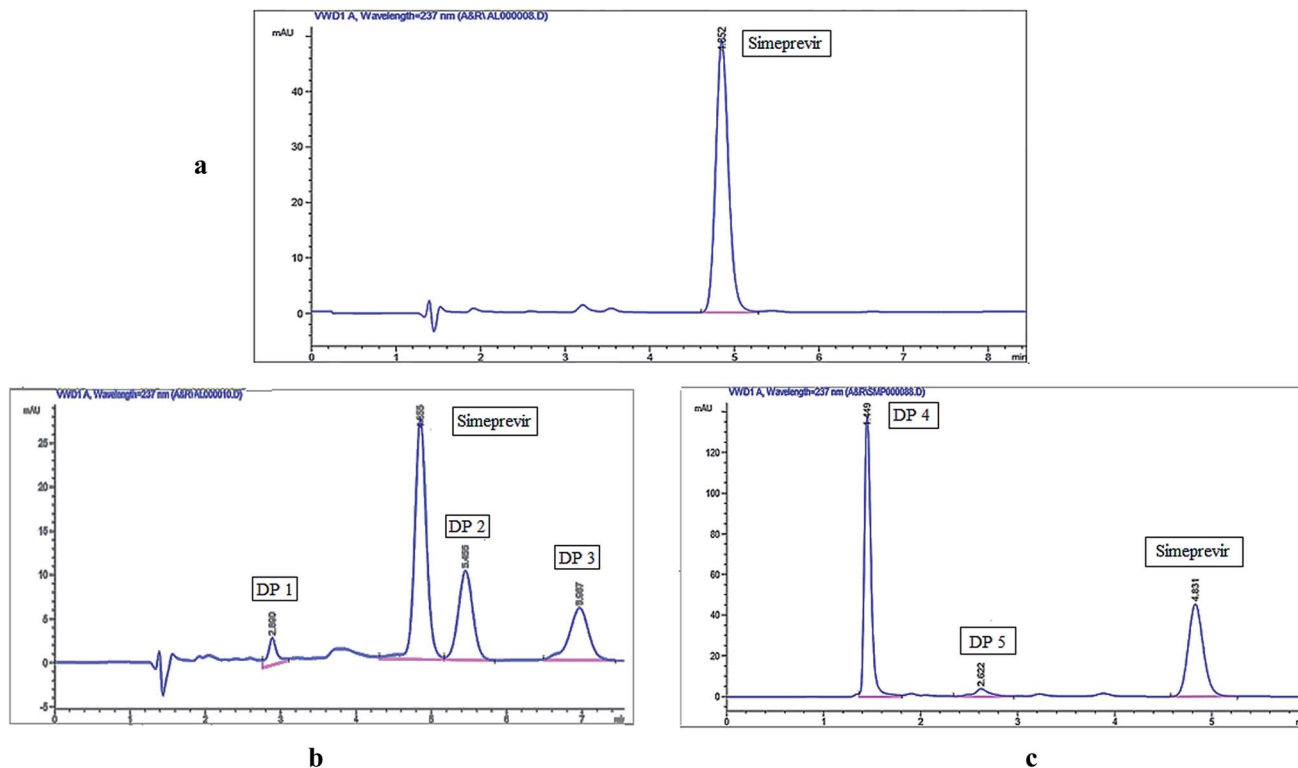 VWD1 A, Wavelength=237 nm (A&R\AL000008.D)
mAU
4.852
Simeprevir
40
30
20
10
0
0 1 2 3 4 5 6 7 8 min
a
VWD1 A, Wavelength=237 nm (A&R\AL000010.D)
mAU
4.855
Simeprevir
25
20
15
10
5
0
-5
DP 2
5.455
DP 3
DP 1
2.890
0 1 2 3 4 5 6 7
b
VWD1 A, Wavelength=237 nm (A&R\SMP000088.D)
mAU
1.449
DP 4
120
100
80
60
40
20
0
Simeprevir
4.831
DP 5
2.622
0 1 2 3 4 5
c